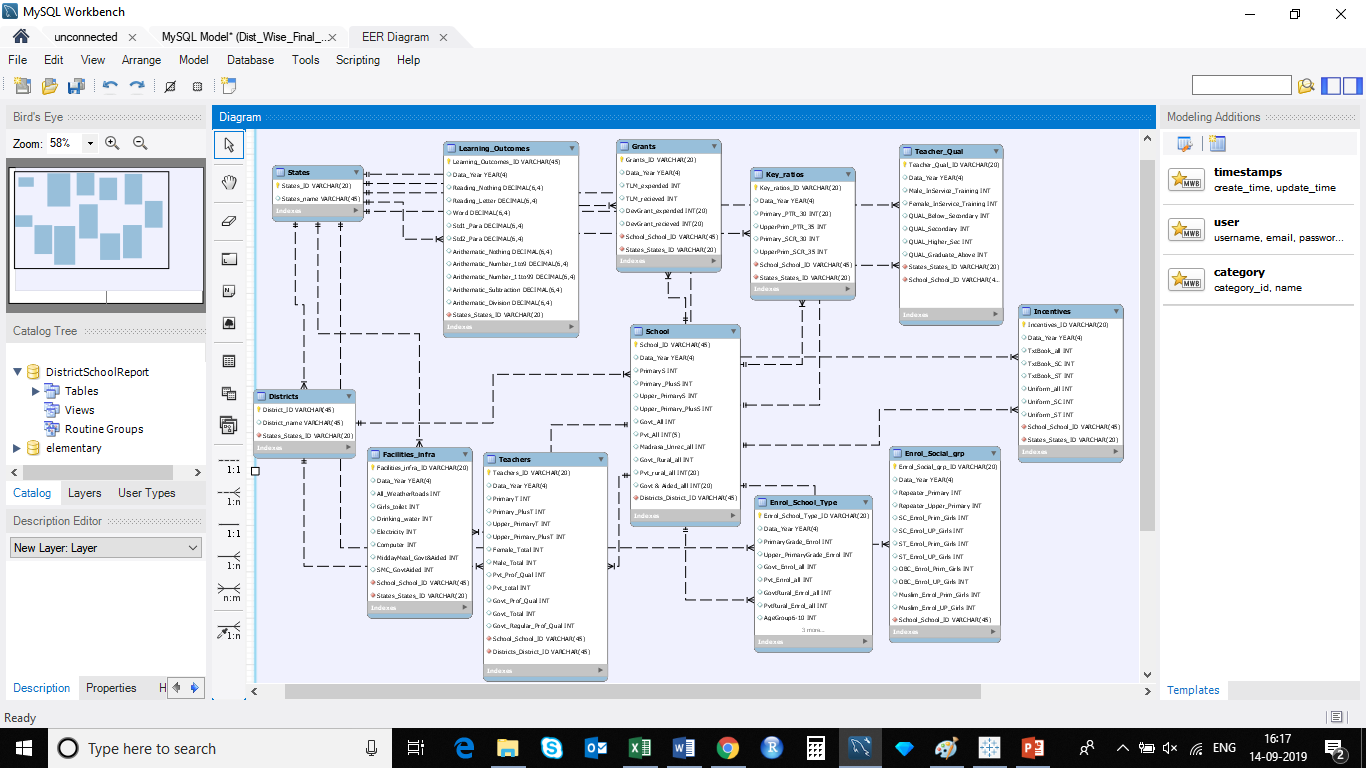 MySQL Workbench
unconnected
MySQL Model* (Dist_Wise_Final_...
EER Diagram
File Edit View Arrange Model Database Tools Scripting Help
Bird's Eye
Zoom: 58%
Catalog Tree
DistrictSchoolReport
Tables
Views
Routine Groups
elementary
Catalog Layers User Types
Description Editor
New Layer: Layer
Description Properties H
Ready
1:1
1:n
1:1
1:n
n:m
1:n
Diagram
States
States_ID VARCHAR(20)
States_name VARCHAR(45)
Indexes
Learning_Outcomes
Learning_Outcomes_ID VARCHAR(45)
Data_Year YEAR(4)
Reading_Nothing DECIMAL(6,4)
Reading_Letter DECIMAL(6,4)
Word DECIMAL(6,4)
Std1_Para DECIMAL(6,4)
Std2_Para DECIMAL(6,4)
Arithematic_Nothing DECIMAL(6,4)
Arithematic_Number_1to9 DECIMAL(6,4)
Arithematic_Number_11to99 DECIMAL(6,4)
Arithematic_Subtraction DECIMAL(6,4)
Arithematic_Division DECIMAL(6,4)
States_States_ID VARCHAR(20)
Indexes
Grants
Grants_ID VARCHAR(20)
Data_Year YEAR(4)
TLM_expended INT
TLM_recieved INT
DevGrant_expended INT(20)
DevGrant_recieved INT(20)
School_School_ID VARCHAR(45)
States_States_ID VARCHAR(20)
Indexes
Key_ratios
Key_ratios_ID VARCHAR(20)
Data_Year YEAR(4)
Primary_PTR_30 INT(20)
UpperPrim_PTR_35 INT
Primary_SCR_30 INT
UpperPrim_SCR_35 INT
School_School_ID VARCHAR(45)
States_States_ID VARCHAR(20)
Indexes
Teacher_Qual
Teacher_Qual_ID VARCHAR(20)
Data_Year YEAR(4)
Male_InService_Training INT
Female_InService_Training INT
QUAL_Below_Secondary INT
QUAL_Secondary INT
QUAL_Higher_Sec INT
QUAL_Graduate_Above INT
States_States_ID VARCHAR(20)
School_School_ID VARCHAR(4...
Indexes
Incentives
Incentives_ID VARCHAR(20)
Data_Year YEAR(4)
TxtBook_all INT
TxtBook_SC INT
TxtBook_ST INT
Uniform_all INT
Uniform_SC INT
Uniform_ST INT
School_School_ID VARCHAR(45)
States_States_ID VARCHAR(20)
Indexes
School
School_ID VARCHAR(45)
Data_Year YEAR(4)
PrimaryS INT
Primary_PlusS INT
Upper_PrimaryS INT
Upper_Primary_PlusS INT
Govt_All INT
Pvt_All INT(5)
Madrasa_Unrec_all INT
Govt_Rural_all INT
Pvt_rural_all INT(20)
Govt & Aided_all INT(20)
Districts_District_ID VARCHAR(45)
Indexes
Districts
District_ID VARCHAR(45)
District_name VARCHAR(45)
States_States_ID VARCHAR(20)
Indexes
Facilities_infra
Facilities_infra_ID VARCHAR(20)
Data_Year YEAR(4)
All_WeatherRoads INT
Girls_toilet INT
Drinking_water INT
Electricity INT
Computer INT
MiddayMeal_Govt&Aided INT
SMC_GovtAided INT
School_School_ID VARCHAR(45)
States_States_ID VARCHAR(20)
Indexes
Teachers
Teachers_ID VARCHAR(20)
Data_Year YEAR(4)
PrimaryT INT
Primary_PlusT INT
Upper_PrimaryT INT
Upper_Primary_PlusT INT
Female_Total INT
Male_Total INT
Pvt_Prof_Qual INT
Pvt_total INT
Govt_Prof_Qual INT
Govt_Total INT
Govt_Regular_Prof_Qual INT
School_School_ID VARCHAR(45)
Districts_District_ID VARCHAR(45)
Indexes
Enrol_School_Type
Enrol_School_Type_ID VARCHAR(20)
Data_Year YEAR(4)
PrimaryGrade_Enrol INT
Upper_PrimaryGrade_Enrol INT
Govt_Enrol_all INT
Pvt_Enrol_all INT
GovtRural_Enrol_all INT
PvtRural_Enrol_all INT
AgeGroup6-10 INT
3 more...
Indexes
Enrol_Social_grp
Enrol_Social_grp_ID VARCHAR(20)
Data_Year YEAR(4)
Repeater_Primary INT
Repeater_Upper_Primary INT
SC_Enrol_Prim_Girls INT
SC_Enrol_UP_Girls INT
ST_Enrol_Prim_Girls INT
ST_Enrol_UP_Girls INT
OBC_Enrol_Prim_Girls INT
OBC_Enrol_UP_Girls INT
Muslim_Enrol_Prim_Girls INT
Muslim_Enrol_UP_Girls INT
School_School_ID VARCHAR(45)
Indexes
Modeling Additions
MWB
timestamps
create_time, update_time
MWB
user
username, email, passwor...
MWB
category
category_id, name
Templates
Type here to search
ENG
16:17
14-09-2019
2